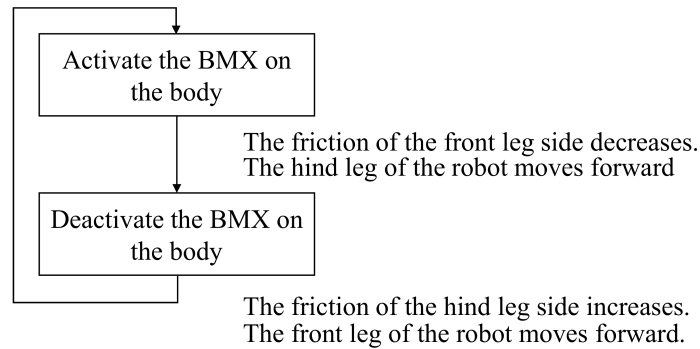 Activate the BMX on
the body
The friction of the front leg side decreases.
The hind leg of the robot moves forward
Deactivate the BMX on
the body
The friction of the hind leg side increases.
The front leg of the robot moves forward.